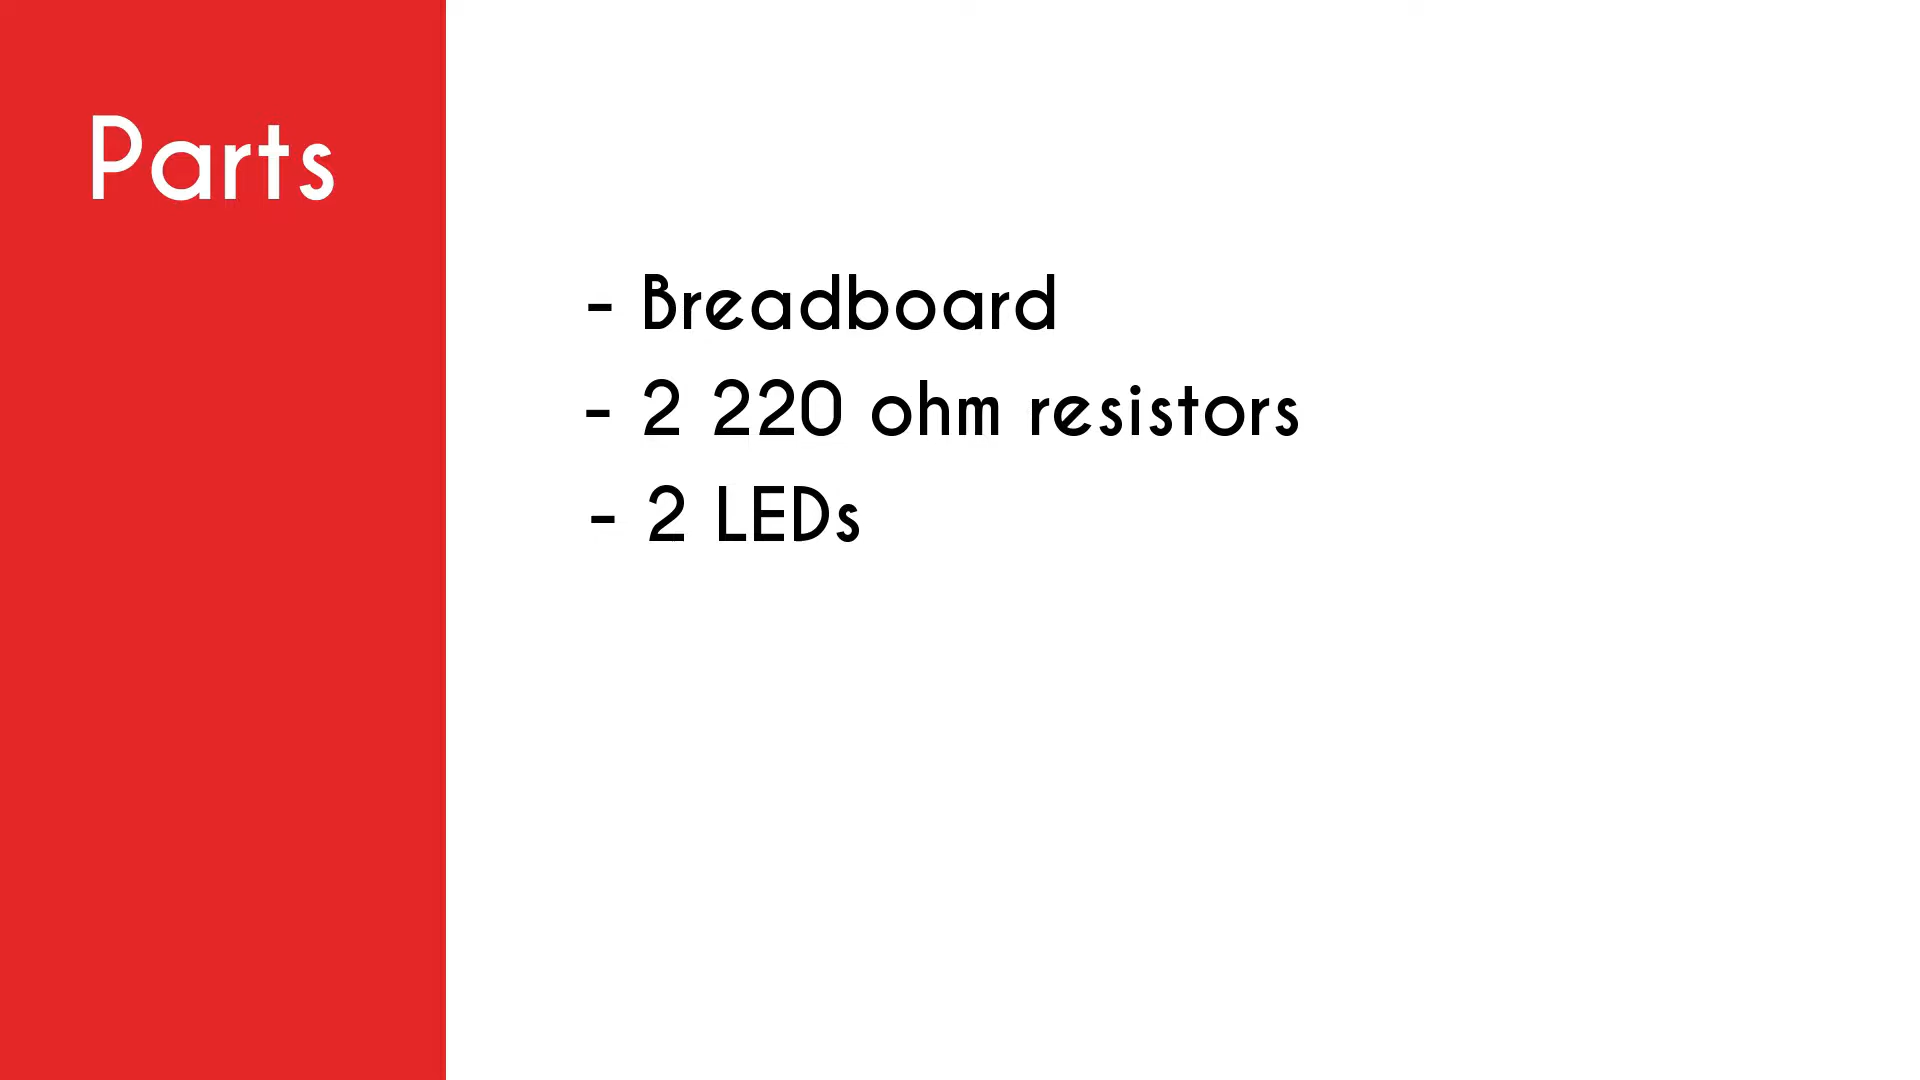 Parts
- Breadboard
- 2 220 ohm resistors
- 2 LEDs